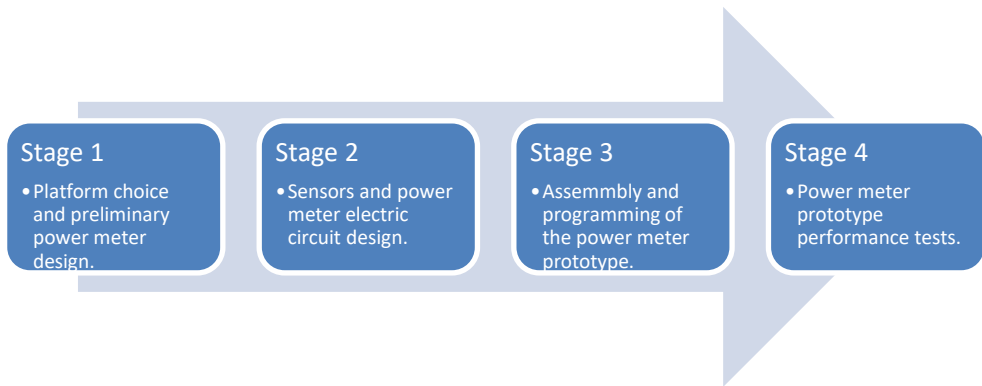 Stage 1
•Platform choice
and preliminary
power meter
design.
Stage 2
•Sensors and power
meter electric
circuit design.
Stage 3
•Assemmbly and
programming of
the power meter
prototype.
Stage 4
•Power meter
prototype
performance tests.